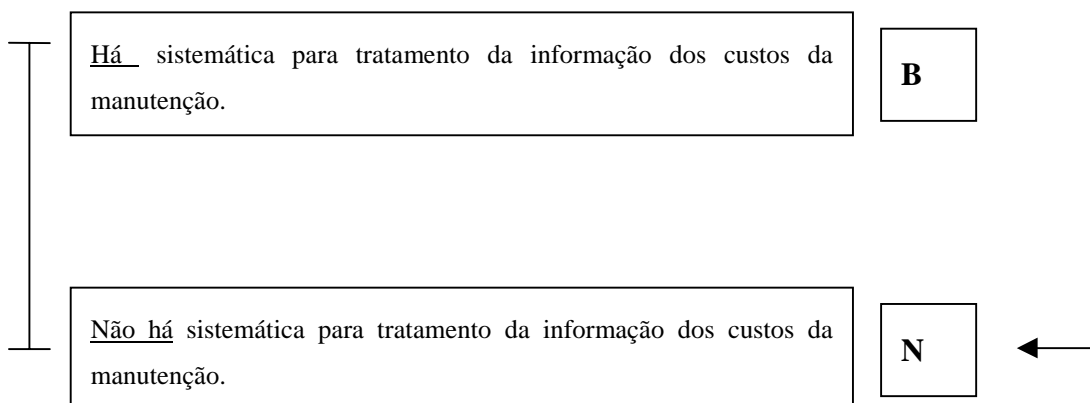 Há sistemática para tratamento da informação dos custos da
manutenção.
B
Não há sistemática para tratamento da informação dos custos da
manutenção.
N